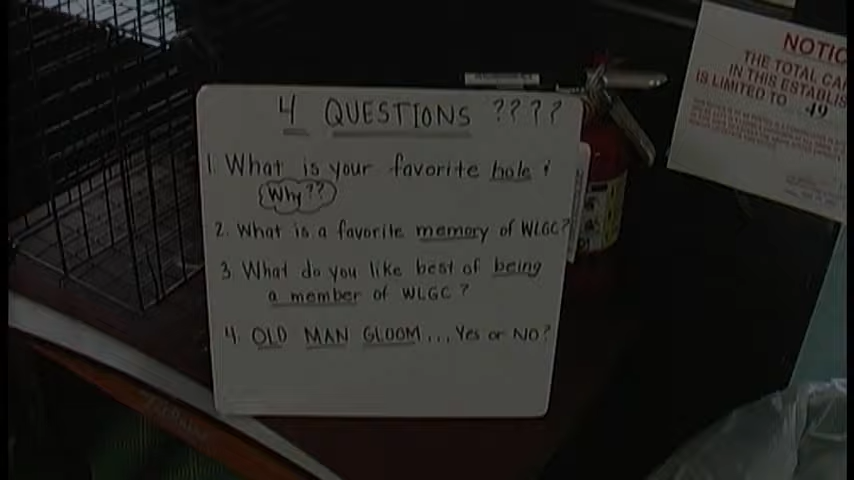 4 QUESTIONS ????
1. What is your favorite hole &
Why??
2. What is a favorite memory of WLGC?
3. What do you like best of being
a member of WLGC?
4. OLD MAN GLOOM... Yes or NO?
NOTIC
THE TOTAL CA
IN THIS ESTABLIS
IS LIMITED TO 49